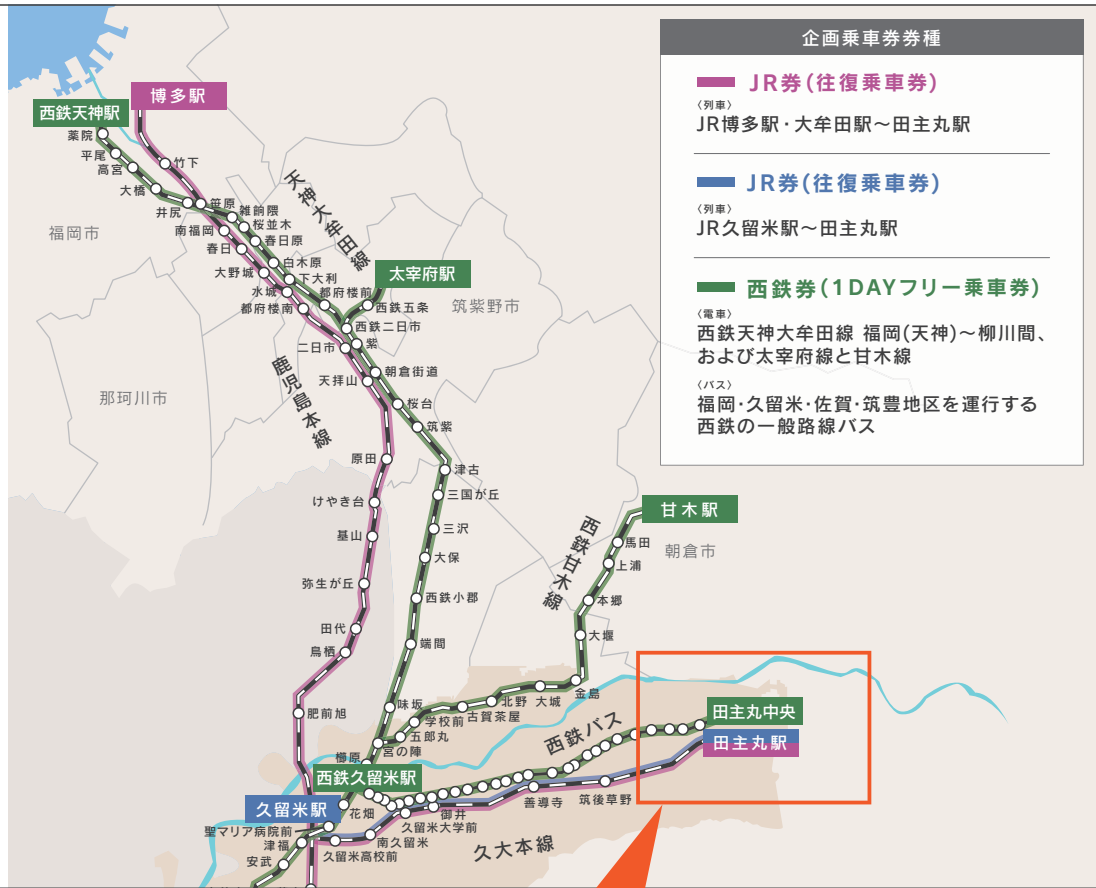 企画乗車券券種
JR券(往復乗車券)
〈列車〉
JR博多駅・大牟田駅〜田主丸駅
JR券(往復乗車券)
〈列車〉
JR久留米駅〜田主丸駅
西鉄券(1DAYフリー乗車券)
〈電車〉
西鉄天神大牟田線 福岡(天神)〜柳川間、
および太宰府線と甘木線
〈バス〉
福岡・久留米・佐賀・筑豊地区を運行する
西鉄の一般路線バス
博多駅
西鉄天神駅
薬院
平尾
高宮
大橋
井尻
竹下
笹原
雑餉隈
桜並木
春日原
白木原
下大利
都府楼前
南福岡
春日
大野城
水城
都府楼南
天神大牟田線
福岡市
太宰府駅
西鉄五条
西鉄二日市
筑紫野市
紫
二日市
朝倉街道
天拝山
桜台
筑紫
鹿児島本線
那珂川市
原田
津古
けやき台
三国が丘
基山
三沢
大保
弥生が丘
西鉄小郡
田代
鳥栖
端間
肥前旭
味坂
甘木駅
馬田
朝倉市
上浦
西鉄甘木線
本郷
大堰
金島
大城
北野
古賀茶屋
学校前
五郎丸
宮の陣
櫛原
西鉄久留米駅
西鉄バス
田主丸中央
田主丸駅
久留米駅
花畑
聖マリア病院前
津福
安武
久留米高校前
南久留米
久留米大学前
御井
善導寺
筑後草野
久大本線